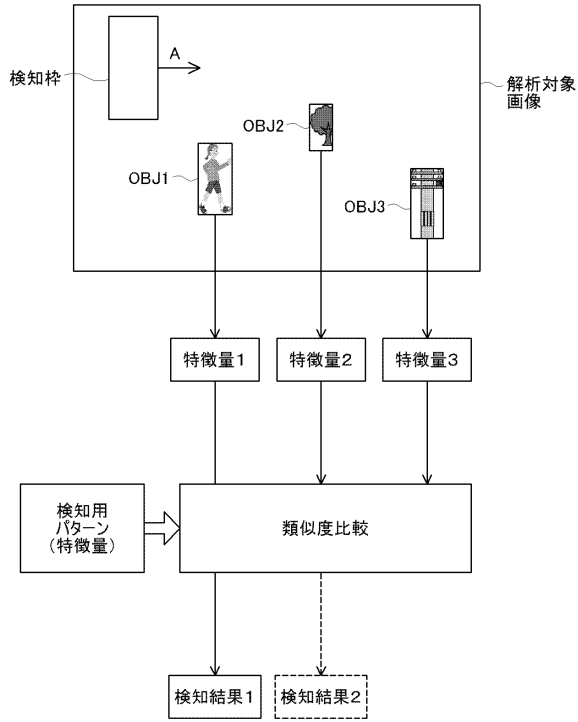 A
検知枠
解析対象
画像
OBJ2
OBJ1
OBJ3
特徴量1
特徴量2
特徴量3
検知用
パターン
（特徴量）
類似度比較
検知結果1
検知結果2